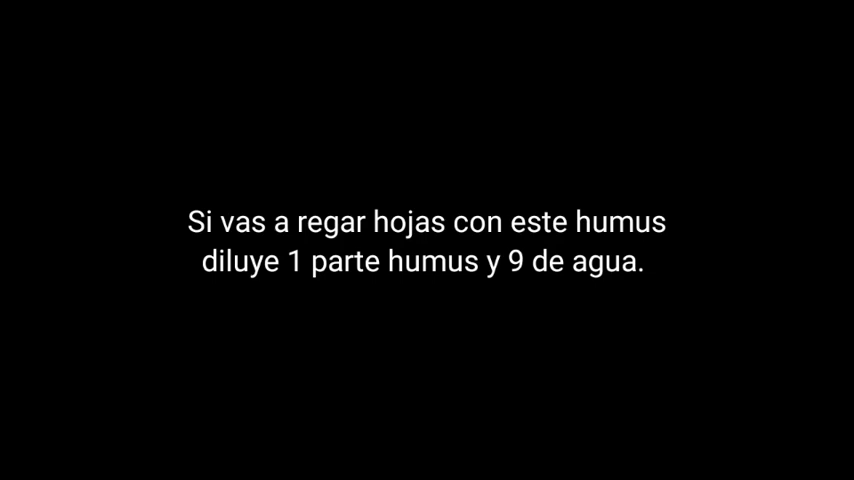 Si vas a regar hojas con este humus
diluye 1 parte humus y 9 de agua.